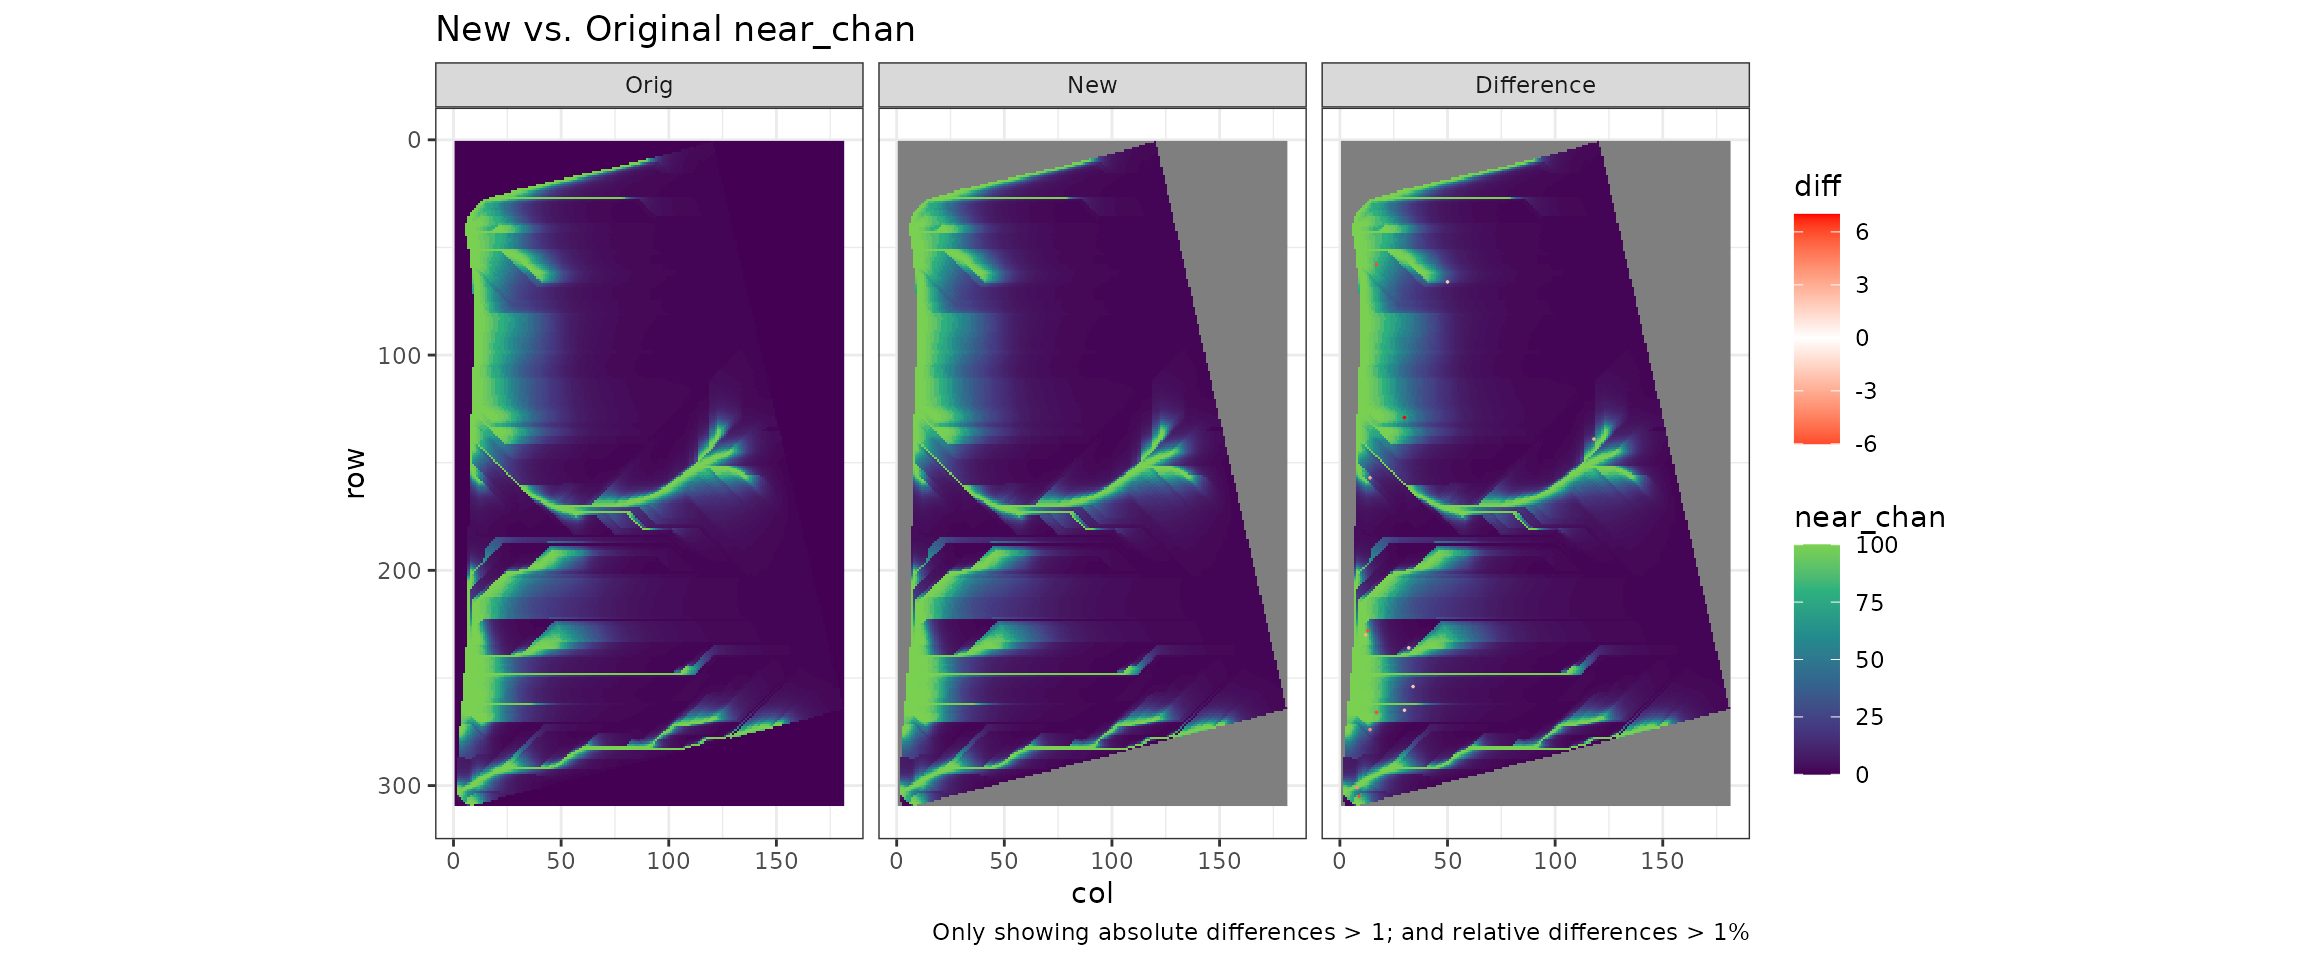 New vs. Original near_chan
Orig
New
Difference
row
0
100
200
300
0
50
100
150
0
50
100
150
0
50
100
150
col
diff
6
3
0
-3
-6
near_chan
100
75
50
25
0
Only showing absolute differences > 1; and relative differences > 1%